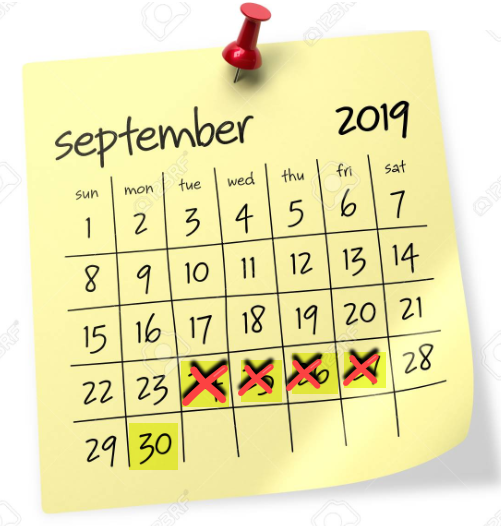 september 2019
sun mon tue wed thu fri sat
1 2 3 4 5 6 7
8 9 10 11 12 13 14
15 16 17 18 19 20 21
22 23 28
29 30